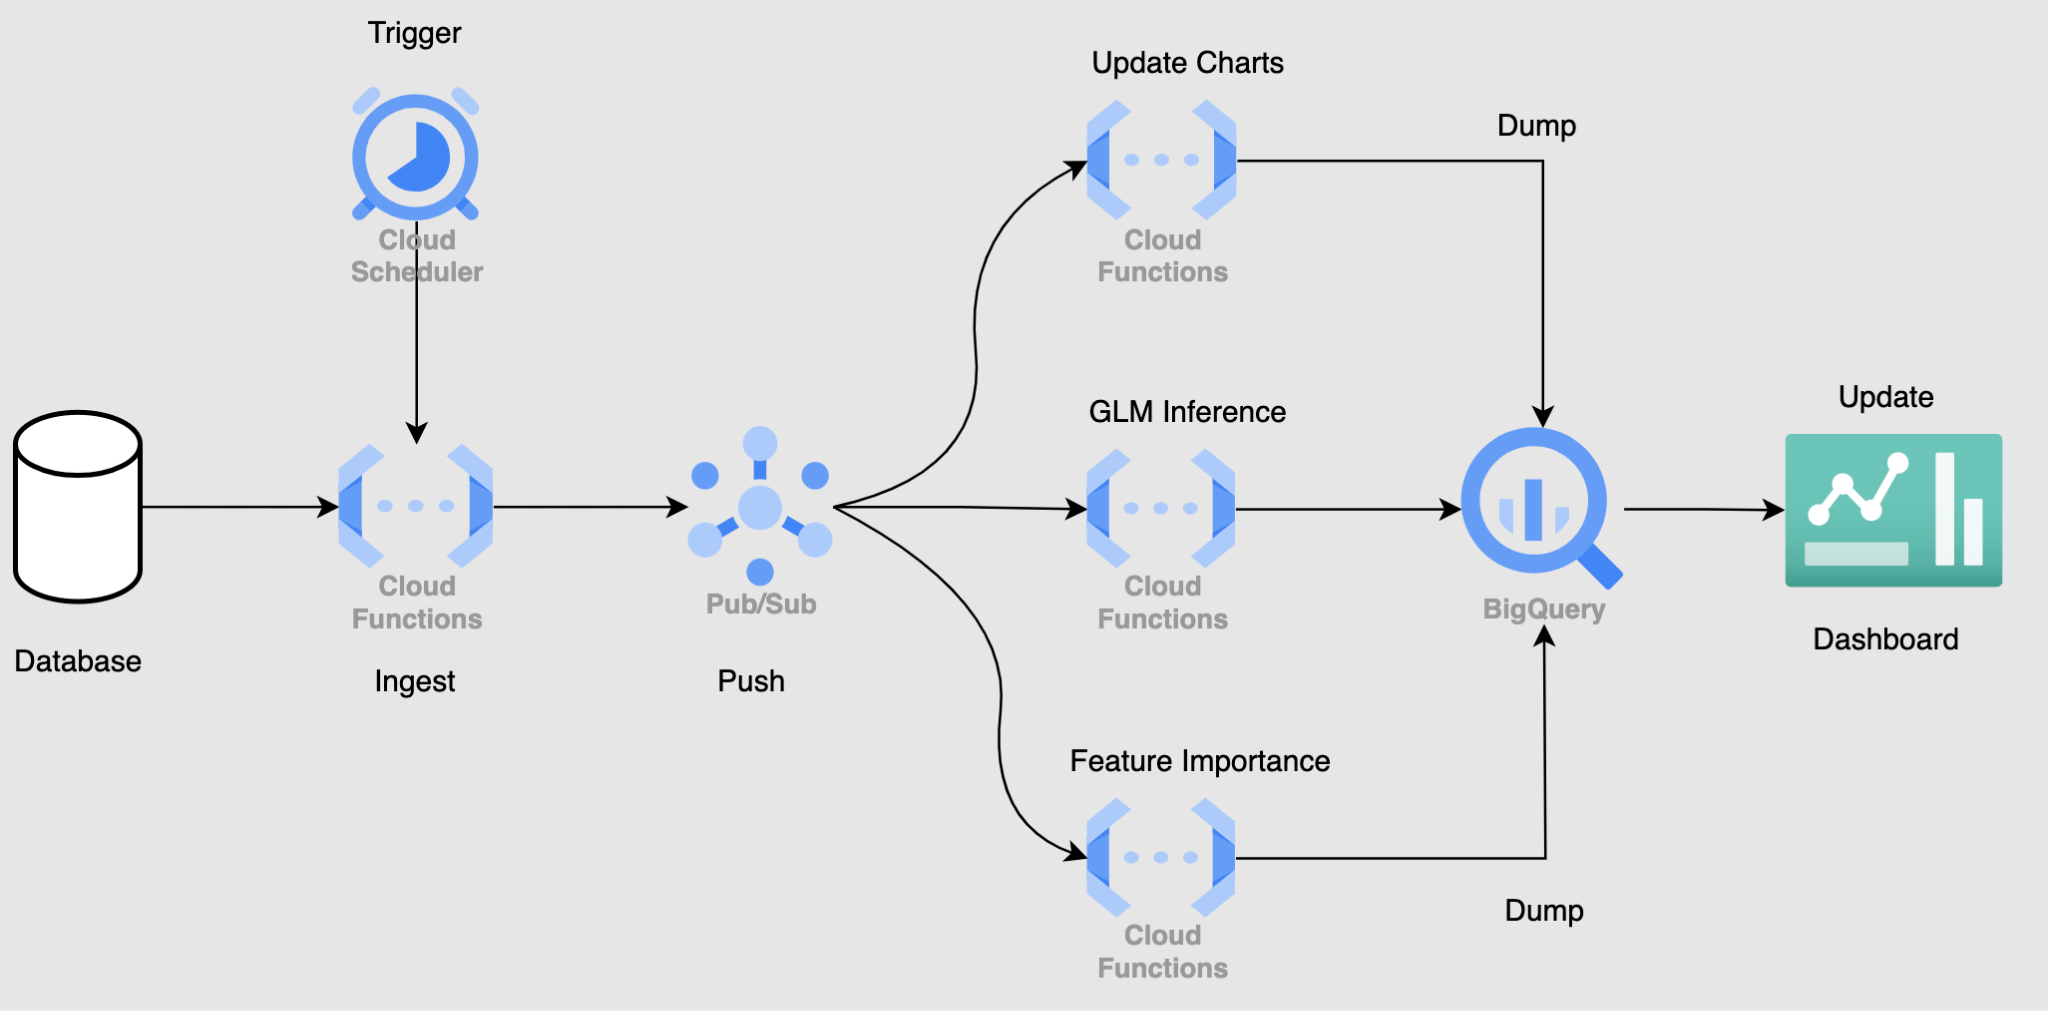 Trigger
Cloud
Scheduler
Database
Cloud
Functions
Ingest
Pub/Sub
Push
Update Charts
Cloud
Functions
Dump
GLM Inference
Cloud
Functions
Feature Importance
Cloud
Functions
Dump
BigQuery
Update
Dashboard